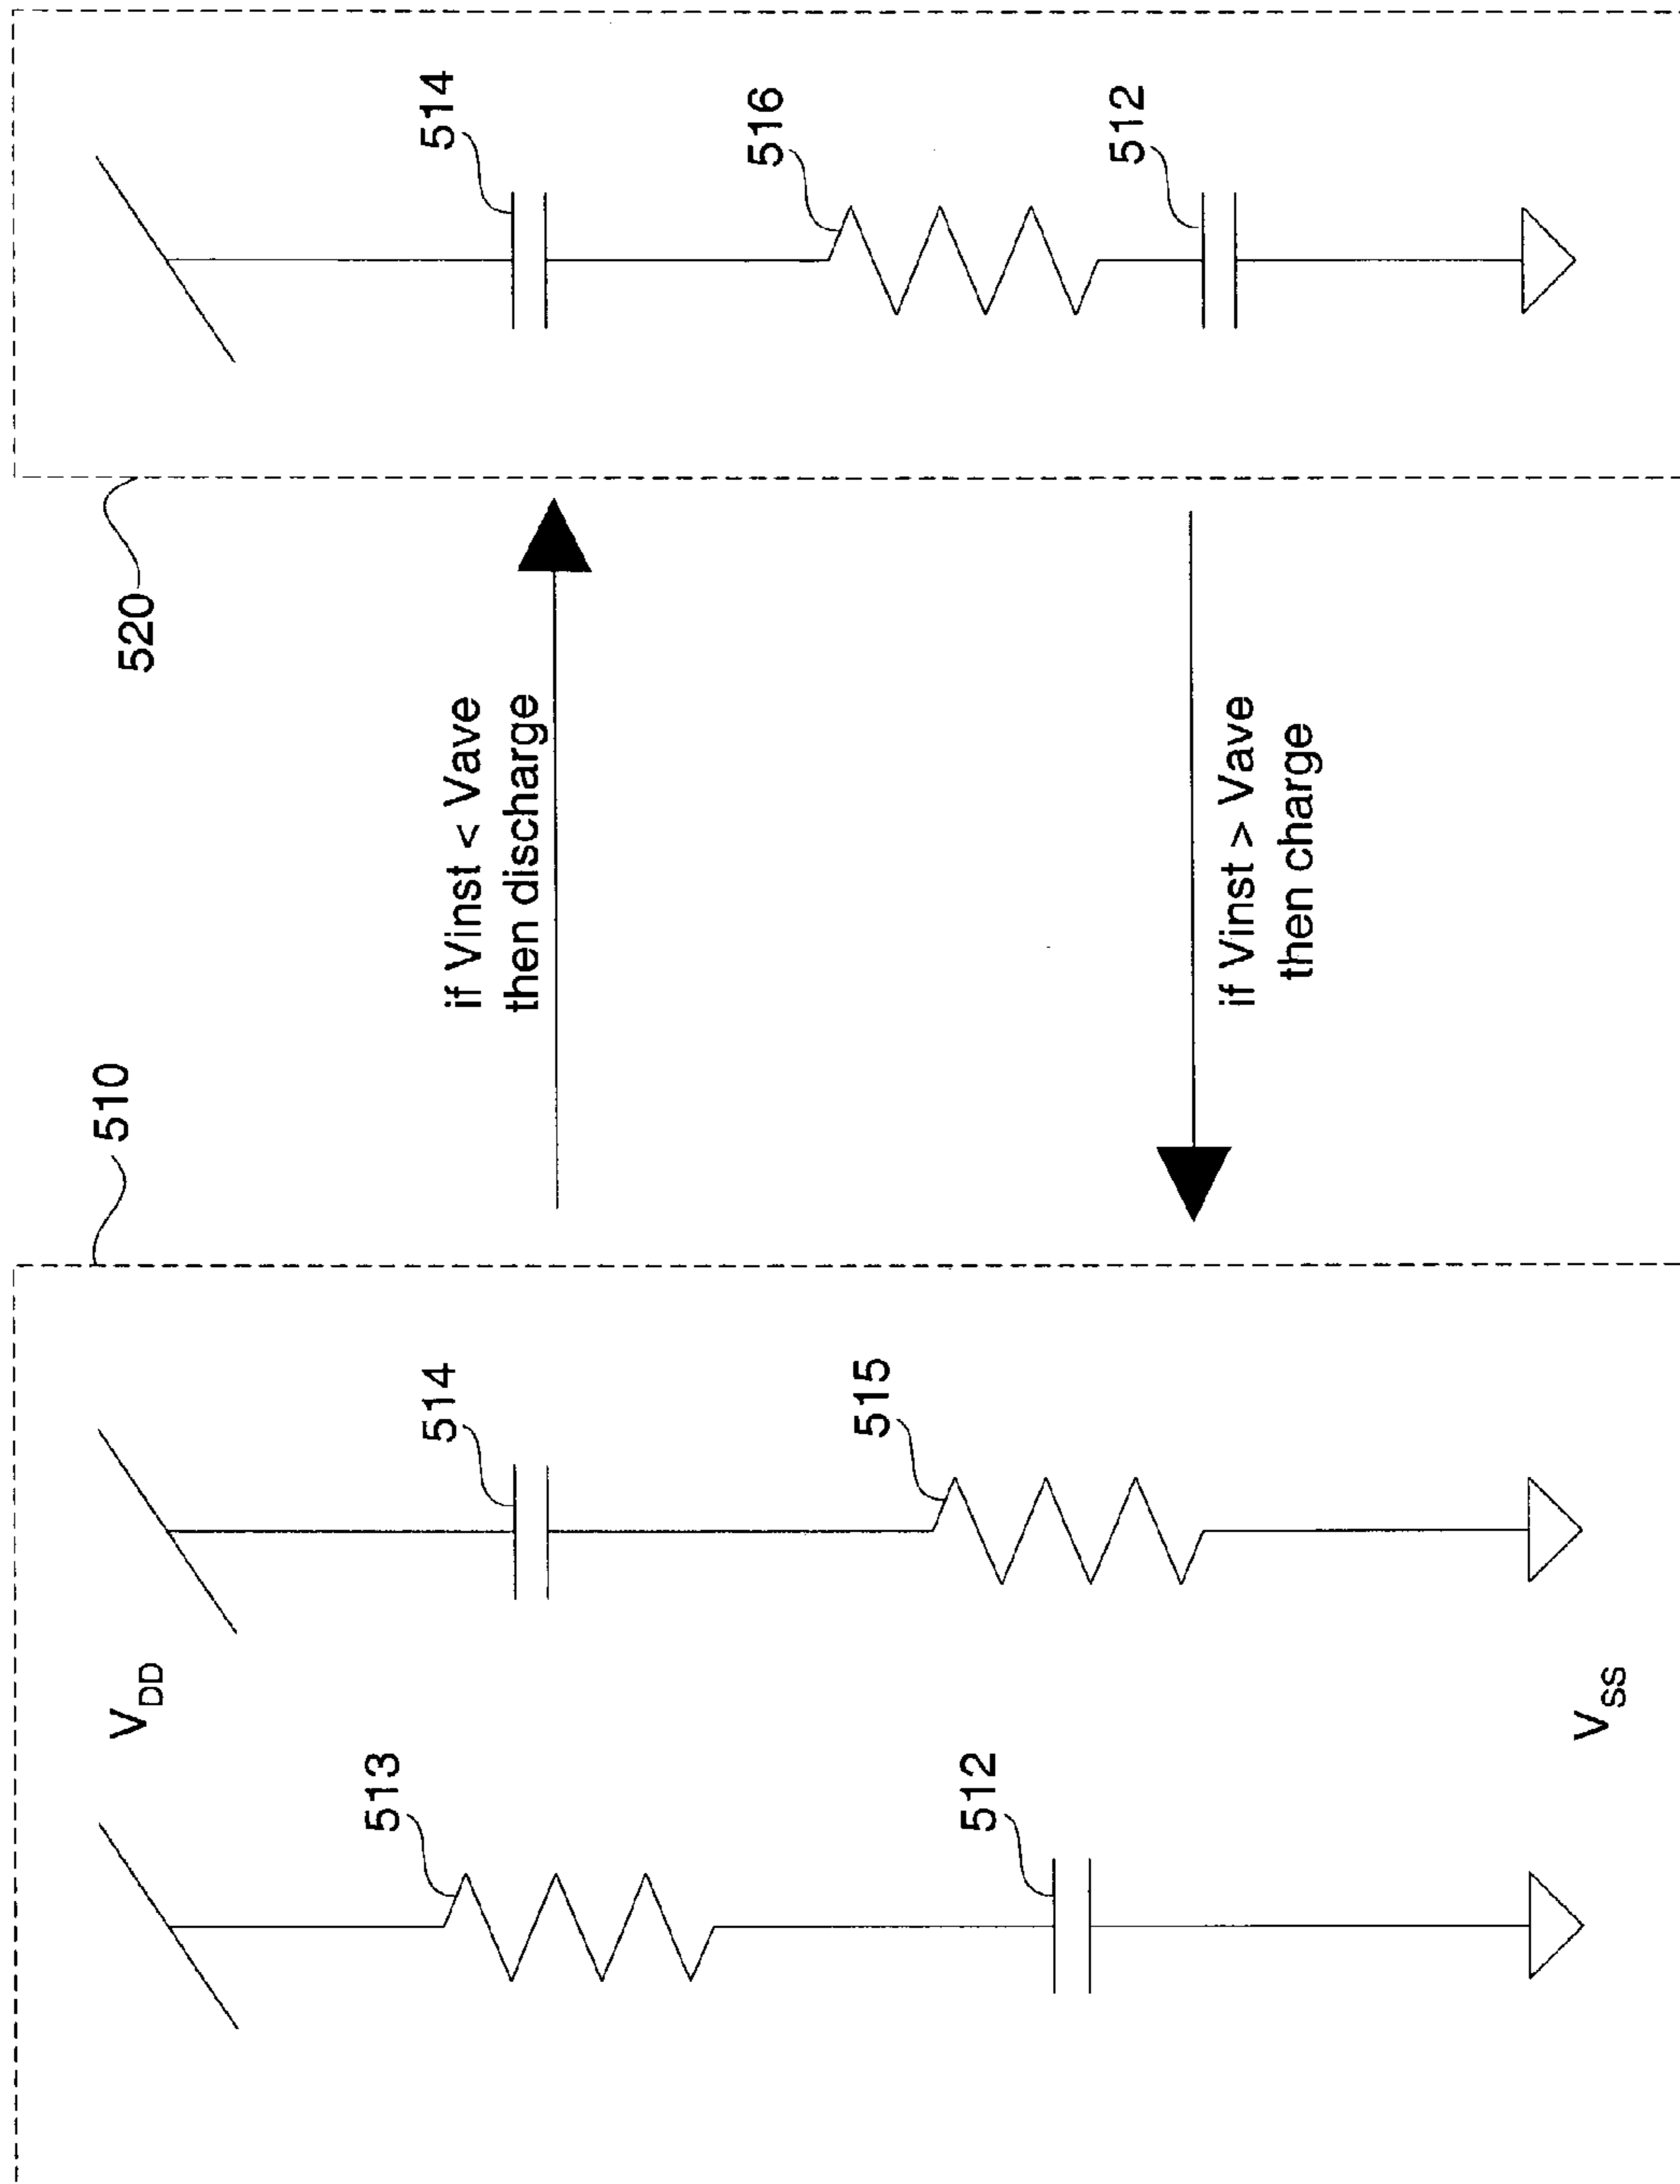 510
V_DD
V_SS
513
512
514
515
if Vinst < Vave
then discharge
if Vinst > Vave
then charge
520
514
516
512